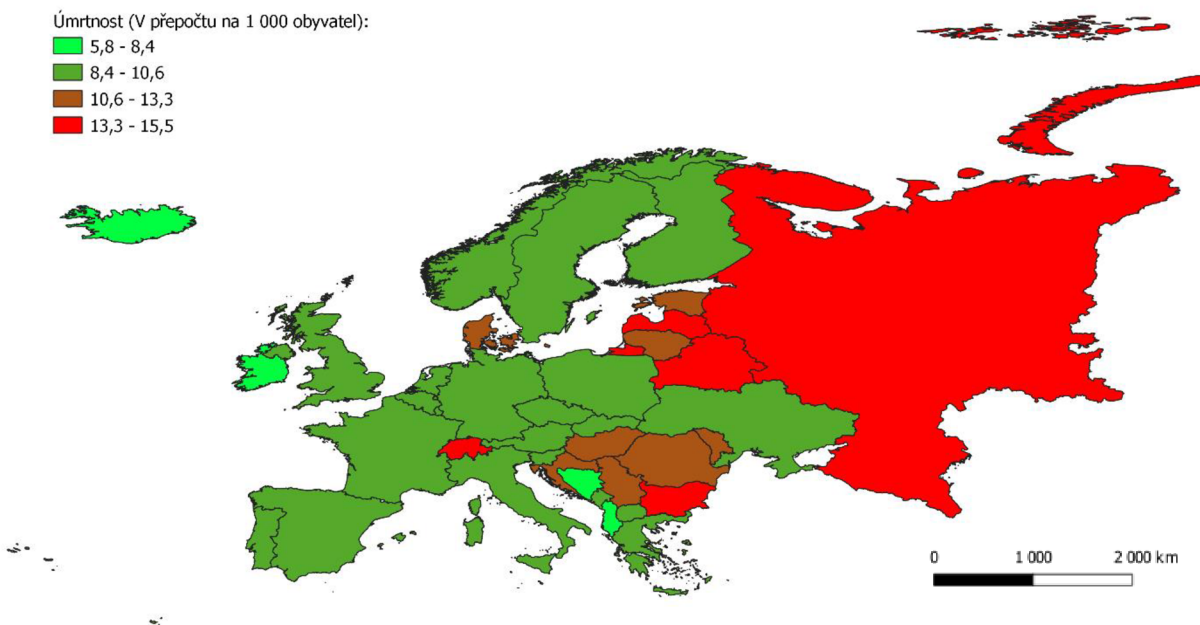 Úmrtnost (V přepočtu na 1 000 obyvatel):
5,8 - 8,4
8,4 - 10,6
10,6 - 13,3
13,3 - 15,5
0 1 000 2 000 km